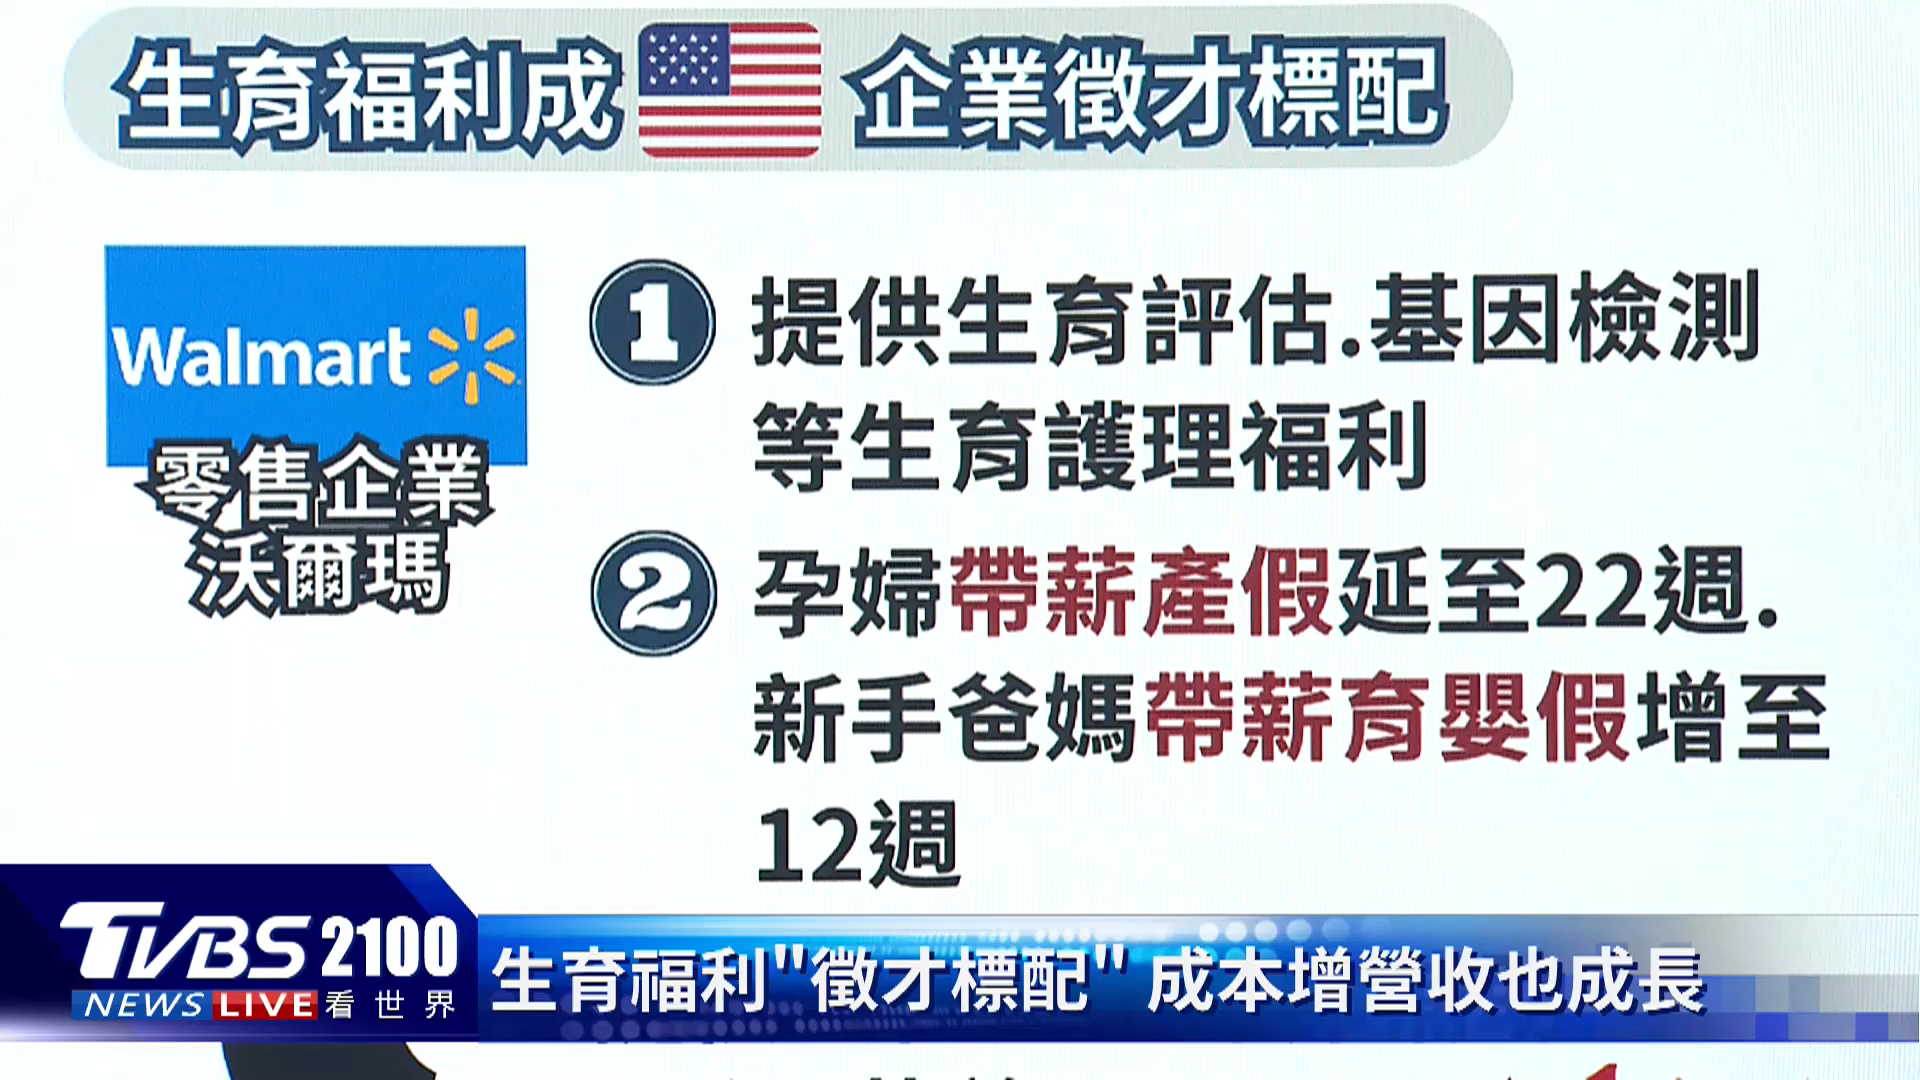 生育福利成 企業徵才標配
Walmart
零售企業
沃爾瑪
1 提供生育評估.基因檢測
等生育護理福利
2 孕婦帶薪產假延至22週.
新手爸媽帶薪育嬰假增至
12週
TVBS 2100
NEWS LIVE 看世界
生育福利"徵才標配" 成本增營收也成長